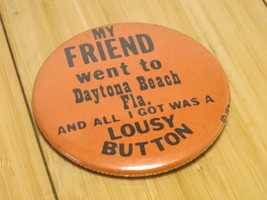 MY
FRIEND
went to
Daytona Beach
Fla.
AND ALL I GOT WAS A
LOUSY
BUTTON